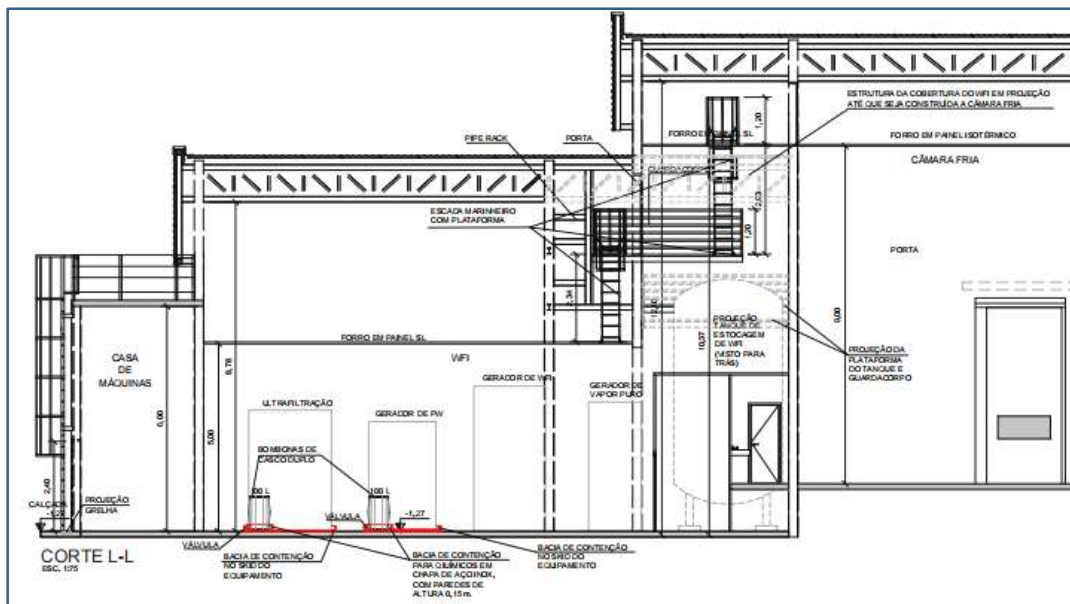 ESTRUTURA DA COBERTURA DO WFI EM PROJEÇÃO
ATÉ QUE SEJA CONSTRUÍDA A CÂMARA FRIA
1,20
PIPE RACK
PORTA
FORRO EM PAINEL ISOTÉRMICO
CÂMARA FRIA
ESCADA MARINHEIRO
COM PLATAFORMA
1,20
PORTA
9,00
10,37
PROJEÇÃO
TANQUE DE
ESTOCAGEM
DE WFI
(VISTO PARA
TRÁS)
PROJEÇÃO DA
PLATAFORMA
DO TANQUE E
GUARDACORPO
FORRO EM PAINEL SL
WFI
CASA
DE
MÁQUINAS
6,00
5,00
GERADOR DE WFI
GERADOR DE
VAPOR PURO
ULTRAFILTRAÇÃO
GERADOR DE PW
BOMBONAS DE
CASCO DUPLO
100 L
100 L
2,40
CALÇADA
PROJEÇÃO
GRELHA
VÁLVULA
-1,27
VÁLVULA
CORTE L-L
ESC. 1:75
BACIA DE CONTENÇÃO
NO SKID DO
EQUIPAMENTO
BACIA DE CONTENÇÃO
PARA QUÍMICOS EM
CHAPA DE AÇO INOX,
COM PAREDES DE
ALTURA 0,15 m.
BACIA DE CONTENÇÃO
NO SKID DO
EQUIPAMENTO